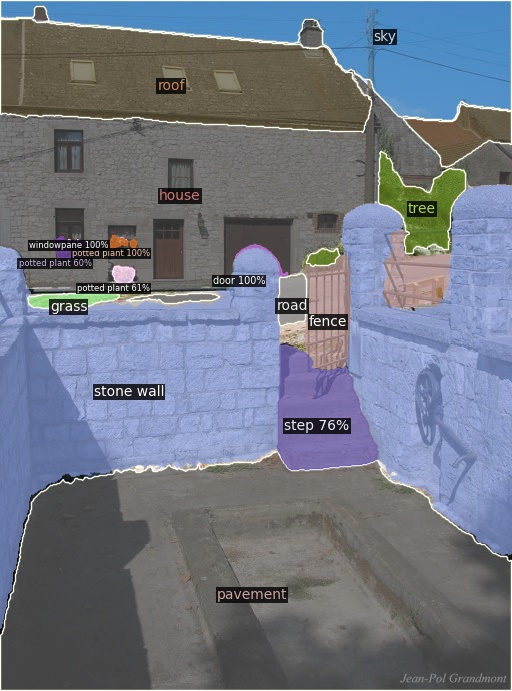 sky
roof
house
tree
windowpane 100%
potted plant 100%
potted plant 60%
door 100%
potted plant 61%
grass
road
fence
stone wall
step 76%
pavement
Jean-Pol Grandmont